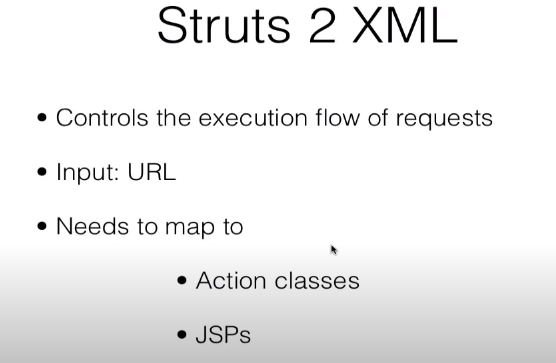 Struts 2 XML
• Controls the execution flow of requests
• Input: URL
• Needs to map to
• Action classes
• JSPs